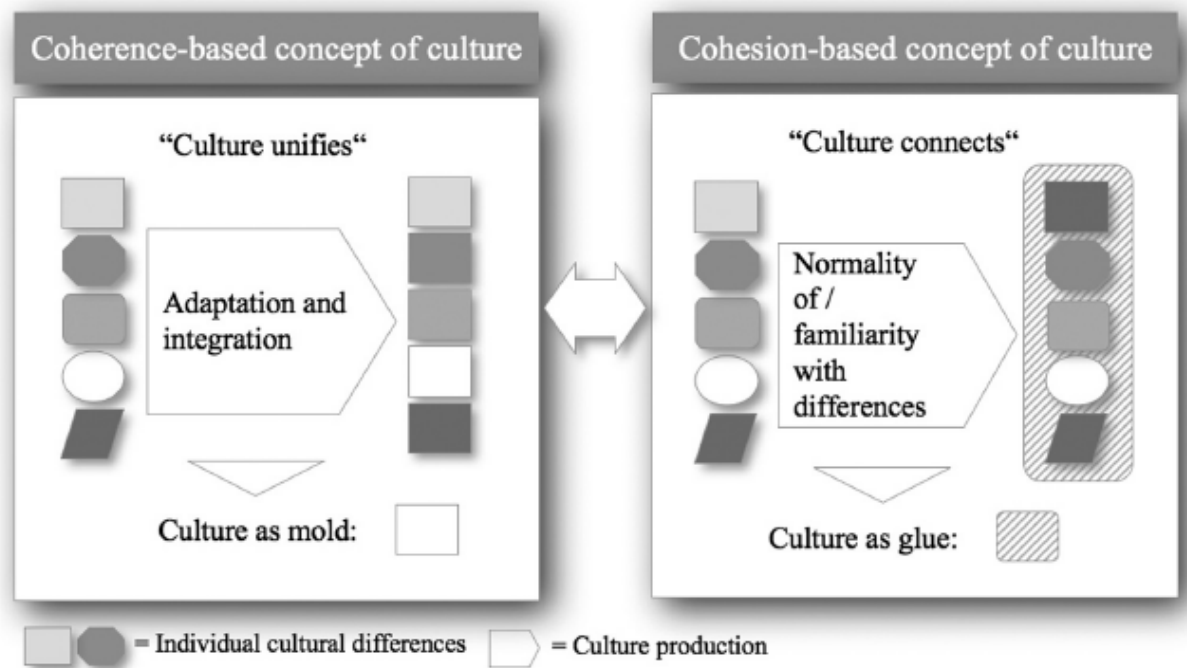 Coherence-based concept of culture
“Culture unifies“
Adaptation and
integration
Culture as mold:
Cohesion-based concept of culture
“Culture connects“
Normality
of /
familiarity
with
differences
Culture as glue:
= Individual cultural differences
= Culture production